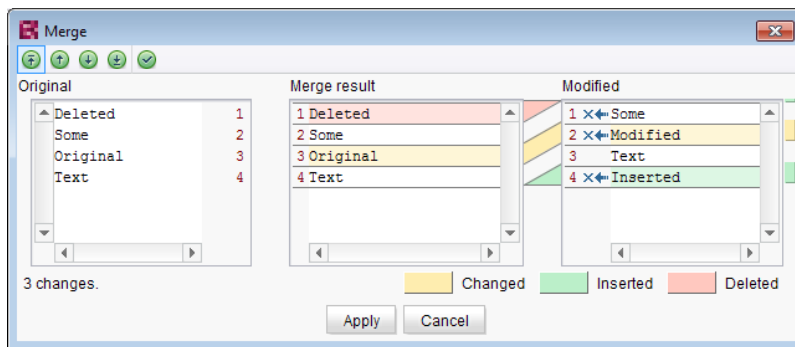 Merge
Original
Deleted 1
Some 2
Original 3
Text 4
Merge result
1 Deleted
2 Some
3 Original
4 Text
Modified
1 Some
2 Modified
3 Text
4 Inserted
3 changes.
Changed
Inserted
Deleted
Apply
Cancel